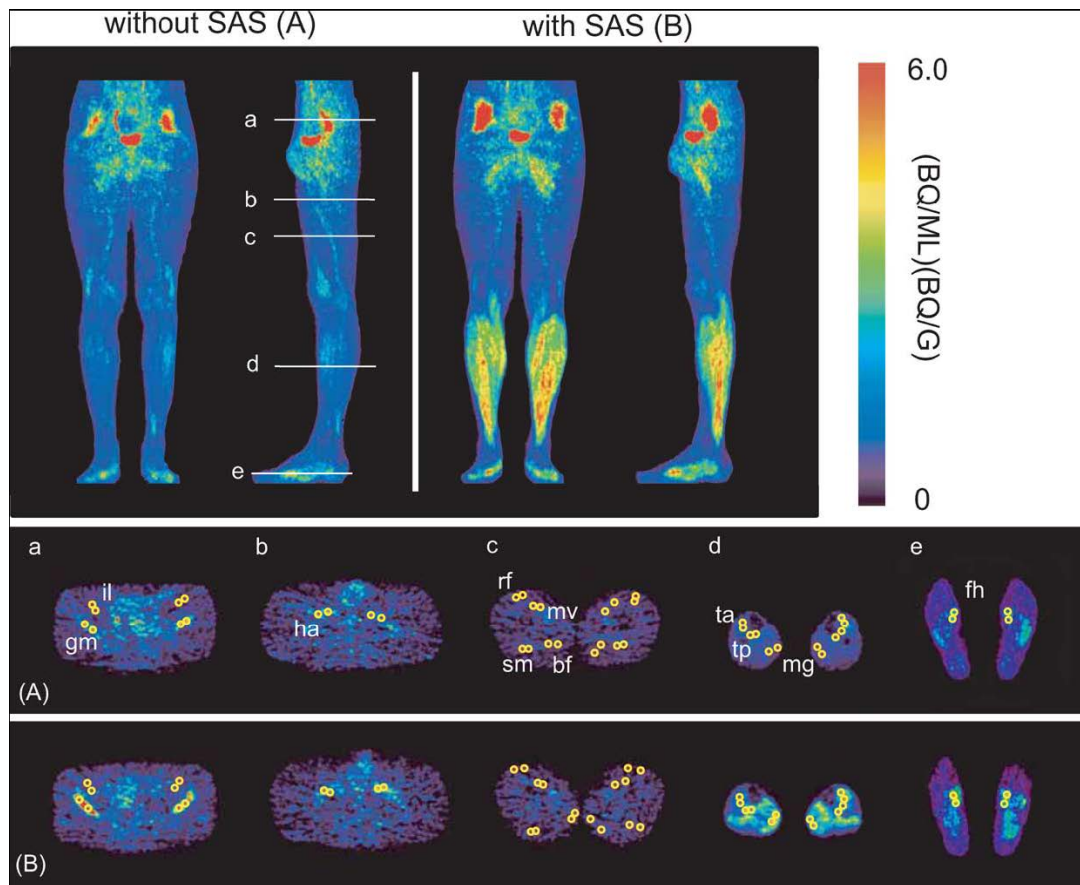 without SAS (A)
with SAS (B)
6.0
(BQ/ML)(BQ/G)
0
a
b
c
d
e
a
b
c
d
e
il
gm
ha
rf
mv
sm
bf
ta
tp
mg
fh
(A)
(B)